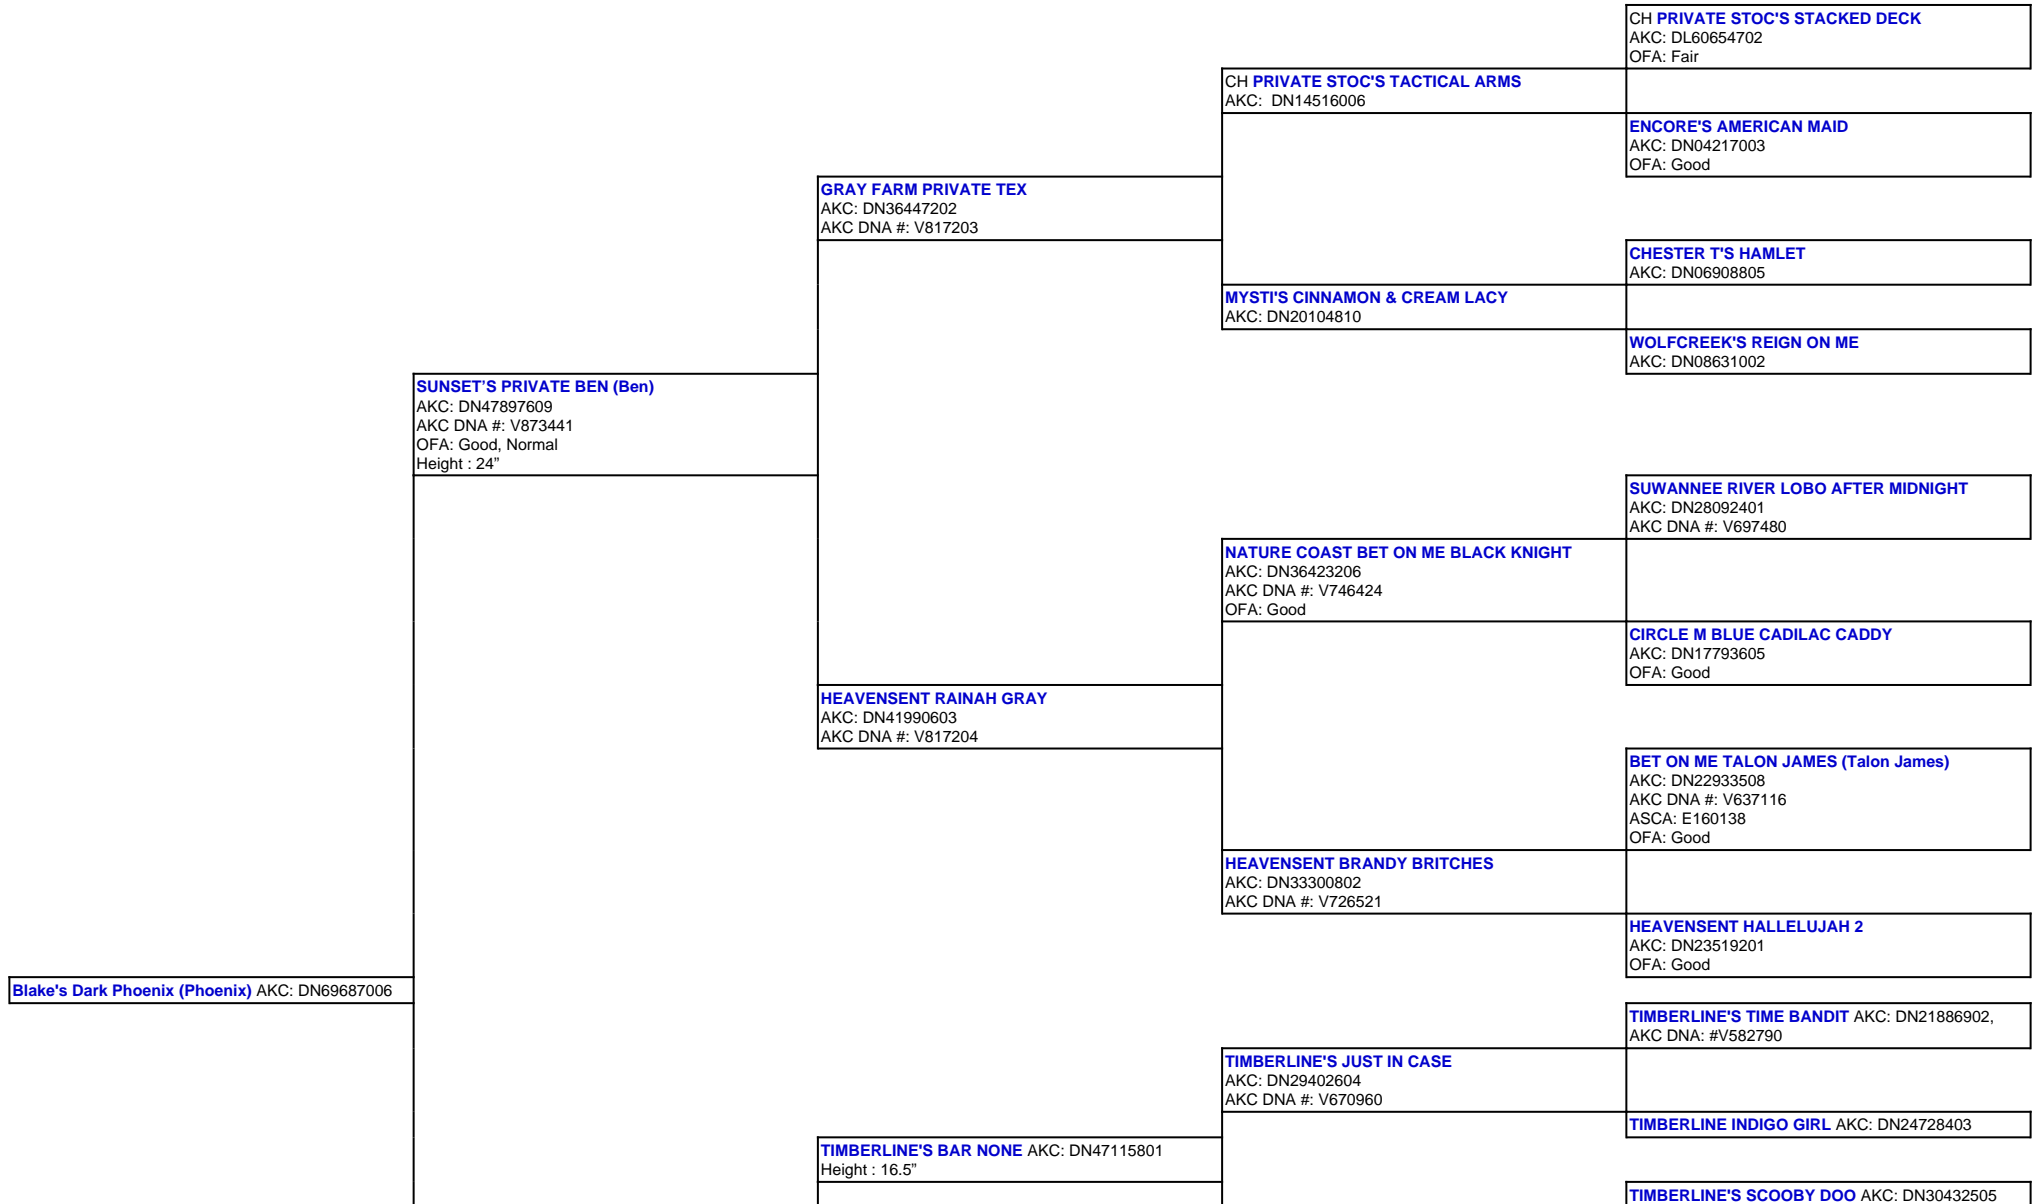 CH PRIVATE STOC'S STACKED DECK
AKC: DL60654702
OFA: Fair
CH PRIVATE STOC'S TACTICAL ARMS
AKC:  DN14516006
ENCORE'S AMERICAN MAID
AKC: DN04217003
OFA: Good
GRAY FARM PRIVATE TEX
AKC: DN36447202
AKC DNA #: V817203
CHESTER T'S HAMLET
AKC: DN06908805
MYSTI'S CINNAMON & CREAM LACY
AKC: DN20104810
WOLFCREEK'S REIGN ON ME
AKC: DN08631002
SUNSET’S PRIVATE BEN (Ben)
AKC: DN47897609
AKC DNA #: V873441
OFA: Good, Normal
Height : 24”
SUWANNEE RIVER LOBO AFTER MIDNIGHT
AKC: DN28092401
AKC DNA #: V697480
NATURE COAST BET ON ME BLACK KNIGHT
AKC: DN36423206
AKC DNA #: V746424
OFA: Good
CIRCLE M BLUE CADILAC CADDY
AKC: DN17793605
OFA: Good
HEAVENSENT RAINAH GRAY
AKC: DN41990603
AKC DNA #: V817204
BET ON ME TALON JAMES (Talon James)
AKC: DN22933508
AKC DNA #: V637116
ASCA: E160138
OFA: Good
HEAVENSENT BRANDY BRITCHES
AKC: DN33300802
AKC DNA #: V726521
HEAVENSENT HALLELUJAH 2
AKC: DN23519201
OFA: Good
Blake's Dark Phoenix (Phoenix) AKC: DN69687006
TIMBERLINE'S TIME BANDIT AKC: DN21886902,
AKC DNA: #V582790
TIMBERLINE'S JUST IN CASE
AKC: DN29402604
AKC DNA #: V670960
TIMBERLINE INDIGO GIRL AKC: DN24728403
TIMBERLINE'S BAR NONE AKC: DN47115801
Height : 16.5”
TIMBERLINE'S SCOOBY DOO AKC: DN30432505